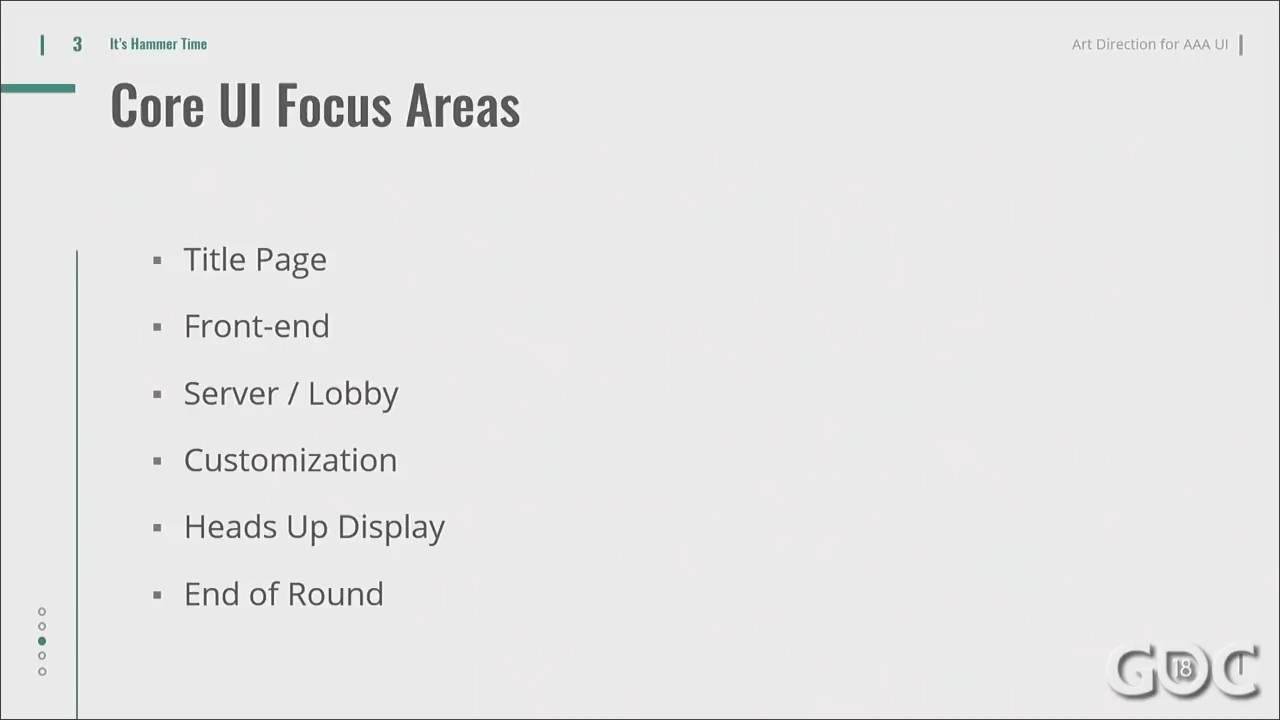 3 It's Hammer Time
Art Direction for AAA UI
Core UI Focus Areas
Title Page
Front-end
Server / Lobby
Customization
Heads Up Display
End of Round
GDC
18